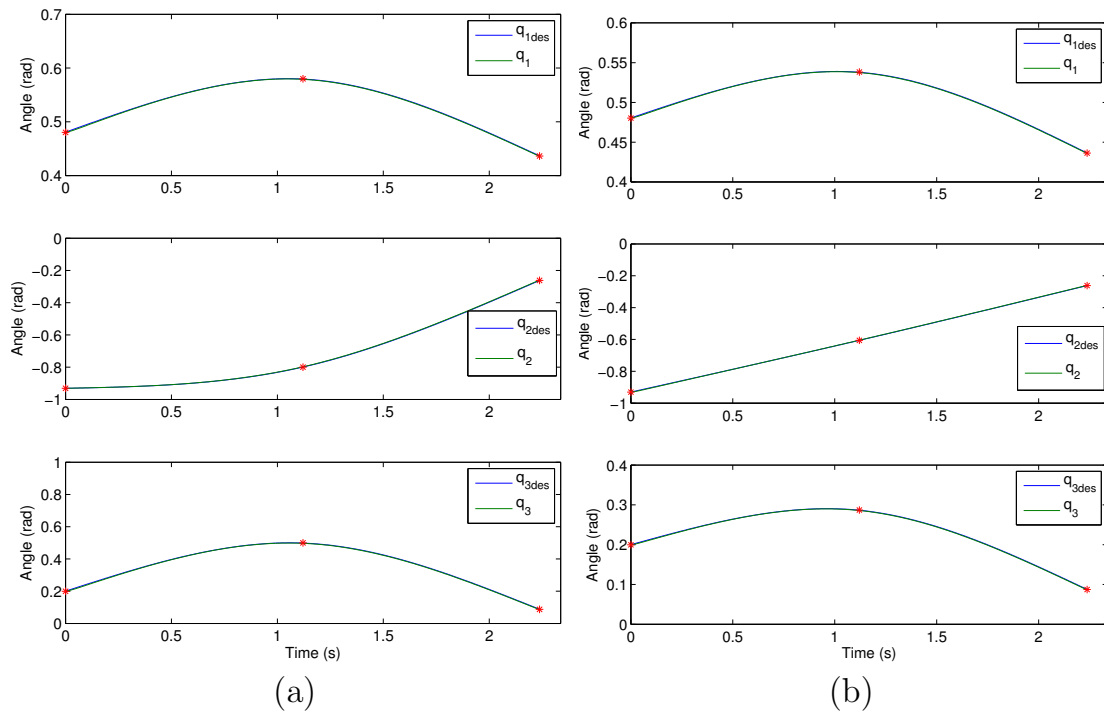 0.7
0.6
0.5
0.4
Angle (rad)
0 0.5 1 1.5 2
q1des
q1
0
−0.2
−0.4
−0.6
−0.8
−1
Angle (rad)
0 0.5 1 1.5 2
q2des
q2
1
0.8
0.6
0.4
0.2
0
Angle (rad)
0 0.5 1 1.5 2
q3des
q3
Time (s)
(a)
0.6
0.55
0.5
0.45
0.4
Angle (rad)
0 0.5 1 1.5 2
q1des
q1
0
−0.2
−0.4
−0.6
−0.8
−1
Angle (rad)
0 0.5 1 1.5 2
q2des
q2
0.4
0.3
0.2
0.1
0
Angle (rad)
0 0.5 1 1.5 2
q3des
q3
Time (s)
(b)